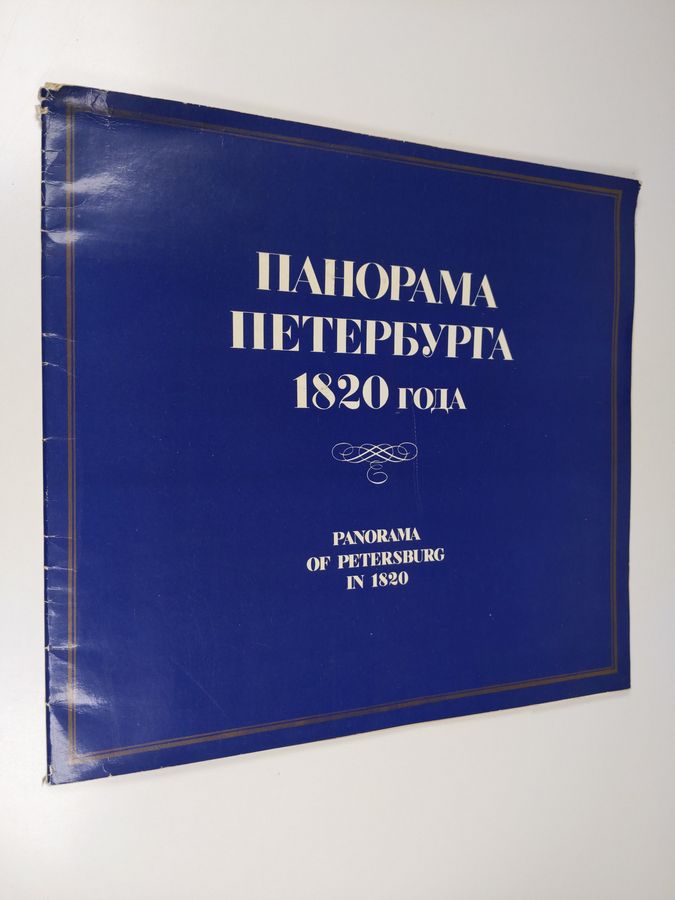 ПАНОРАМА
ПЕТЕРБУРГА
1820 ГОДА
PANORAMA
OF PETERSBURG
IN 1820